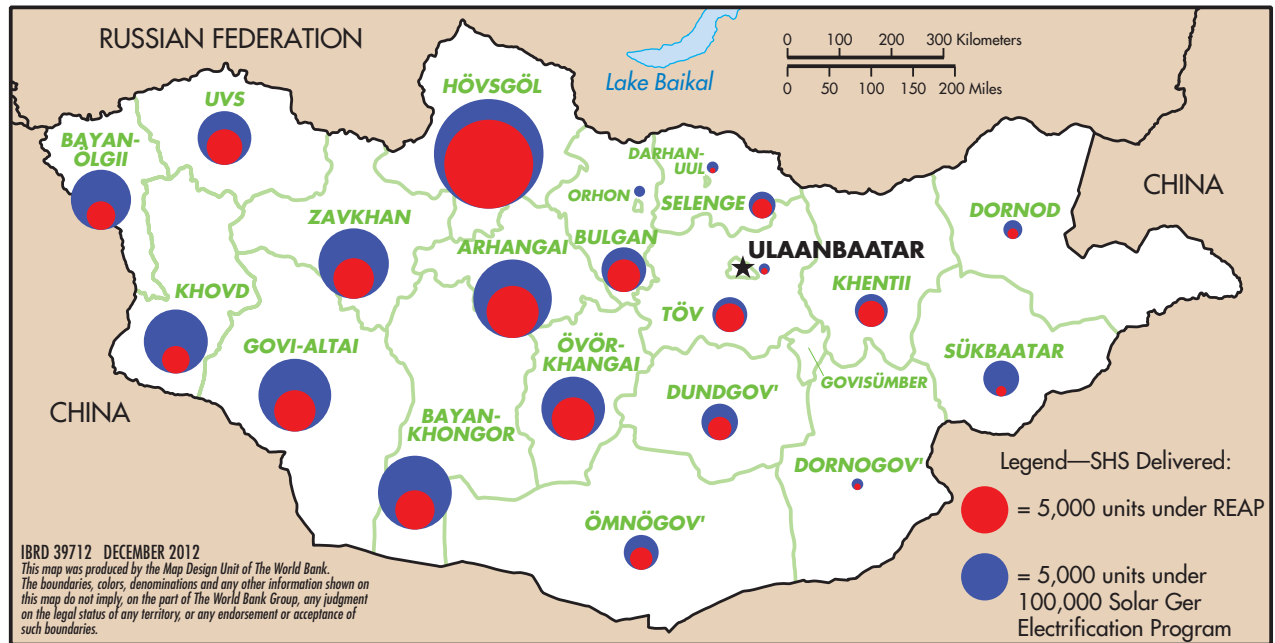 RUSSIAN FEDERATION
Lake Baikal
0 100 200 300 Kilometers
0 50 100 150 200 Miles
CHINA
CHINA
UVS
BAYAN-
ÖLGII
HÖVSGÖL
DARHAN-
UUL
ORHON
SELENGE
ZAVKHAN
ARHANGAI
BULGAN
ULAANBAATAR
DORNOD
KHOVD
TÖV
KHENTII
GOVI-ALTAI
ÖVÖR-
KHANGAI
GOVISÜMBER
SÜKBAATAR
BAYAN-
KHONGOR
DUNDGOV'
DORNOGOV'
ÖMNÖGOV'
Legend—SHS Delivered:
= 5,000 units under REAP
= 5,000 units under
100,000 Solar Ger
Electrification Program
IBRD 39712 DECEMBER 2012
This map was produced by the Map Design Unit of The World Bank.
The boundaries, colors, denominations and any other information shown on
this map do not imply, on the part of The World Bank Group, any judgment
on the legal status of any territory, or any endorsement or acceptance of
such boundaries.